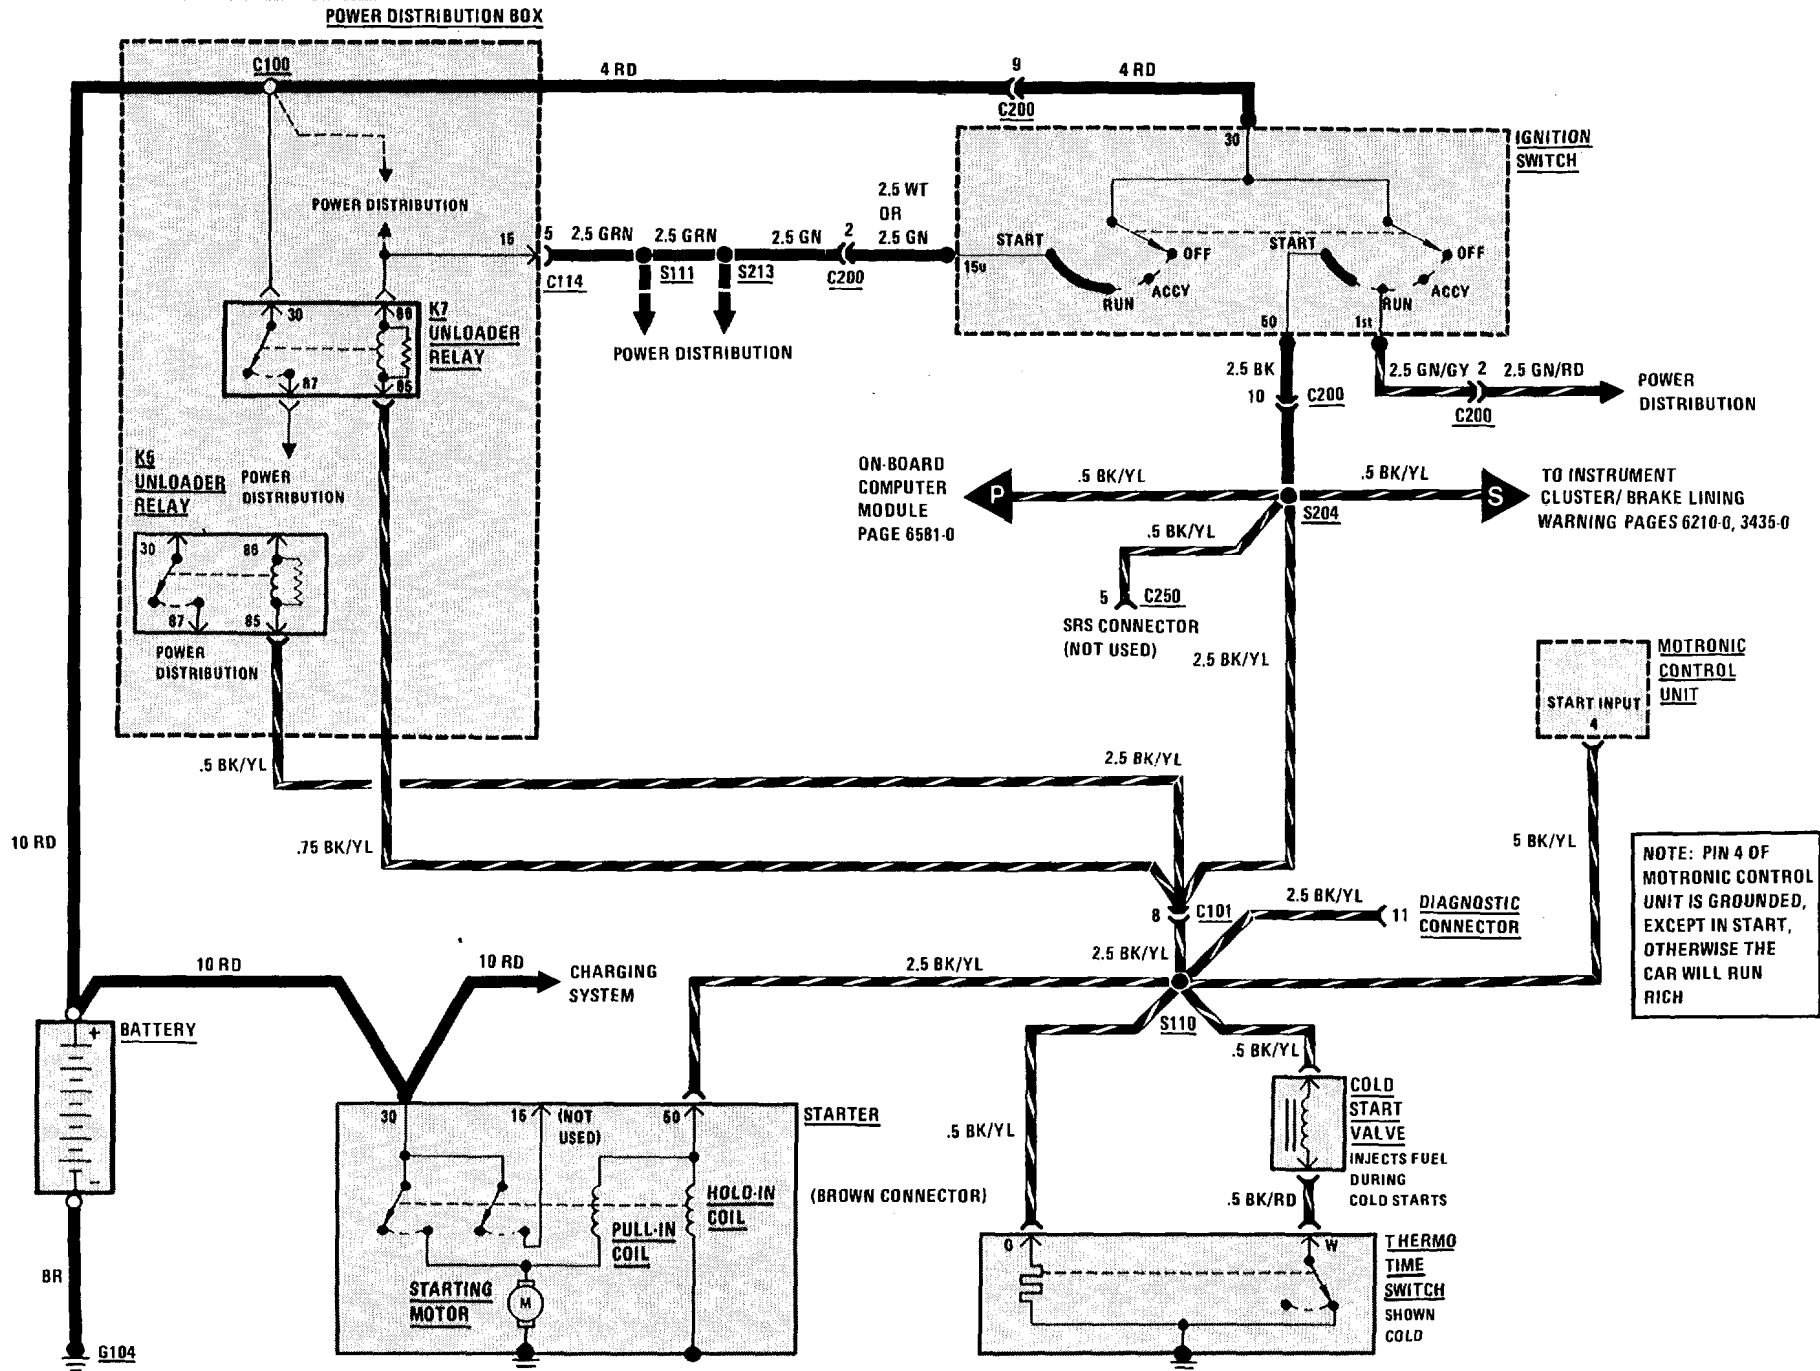 POWER DISTRIBUTION BOX
C100
4 RD
9
4 RD
C200
30
IGNITION
SWITCH
POWER DISTRIBUTION
2.5 WT
OR
2.5 GN
15
5
2.5 GRN
2.5 GRN
2.5 GN
2
C114
S111
S213
C200
START
15u
OFF
ACCY
RUN
START
OFF
ACCY
RUN
50
1st
POWER DISTRIBUTION
30
86
K7
UNLOADER
RELAY
87
85
2.5 BK
10
C200
2.5 GN/GY
2
2.5 GN/RD
C200
POWER
DISTRIBUTION
K6
UNLOADER
RELAY
POWER
DISTRIBUTION
30
86
87
85
POWER
DISTRIBUTION
ON-BOARD
COMPUTER
MODULE
PAGE 6581-0
P
.5 BK/YL
.5 BK/YL
S
S204
TO INSTRUMENT
CLUSTER/ BRAKE LINING
WARNING PAGES 6210-0, 3435-0
.5 BK/YL
5
C250
SRS CONNECTOR
(NOT USED)
2.5 BK/YL
MOTRONIC
CONTROL
UNIT
START INPUT
4
.5 BK/YL
2.5 BK/YL
10 RD
.75 BK/YL
5 BK/YL
NOTE: PIN 4 OF
MOTRONIC CONTROL
UNIT IS GROUNDED,
EXCEPT IN START,
OTHERWISE THE
CAR WILL RUN
RICH
8
C101
2.5 BK/YL
11
DIAGNOSTIC
CONNECTOR
2.5 BK/YL
10 RD
10 RD
CHARGING
SYSTEM
2.5 BK/YL
S110
BATTERY
+
-
.5 BK/YL
30
15
(NOT
USED)
50
STARTER
.5 BK/YL
COLD
START
VALVE
INJECTS FUEL
DURING
COLD STARTS
HOLD-IN
COIL
PULL-IN
COIL
(BROWN CONNECTOR)
.5 BK/RD
G
W
THERMO
TIME
SWITCH
SHOWN
COLD
STARTING
MOTOR
M
BR
G104